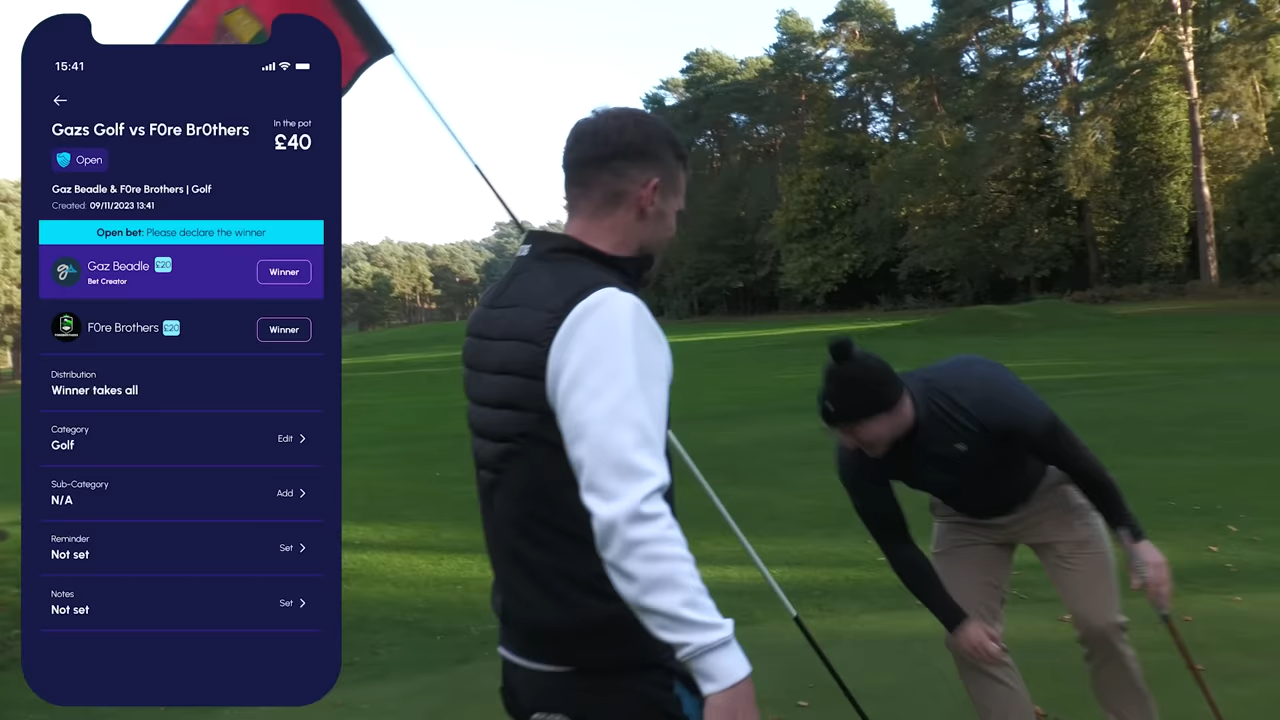 15:41
Gazs Golf vs F0re Br0thers
In the pot
£40
Open
Gaz Beadle & F0re Brothers | Golf
Created: 09/11/2023 13:41
Open bet: Please declare the winner
Gaz Beadle £20
Bet Creator
Winner
F0re Brothers £20
Winner
Distribution
Winner takes all
Category
Golf
Edit
Sub-Category
N/A
Add
Reminder
Not set
Set
Notes
Not set
Set